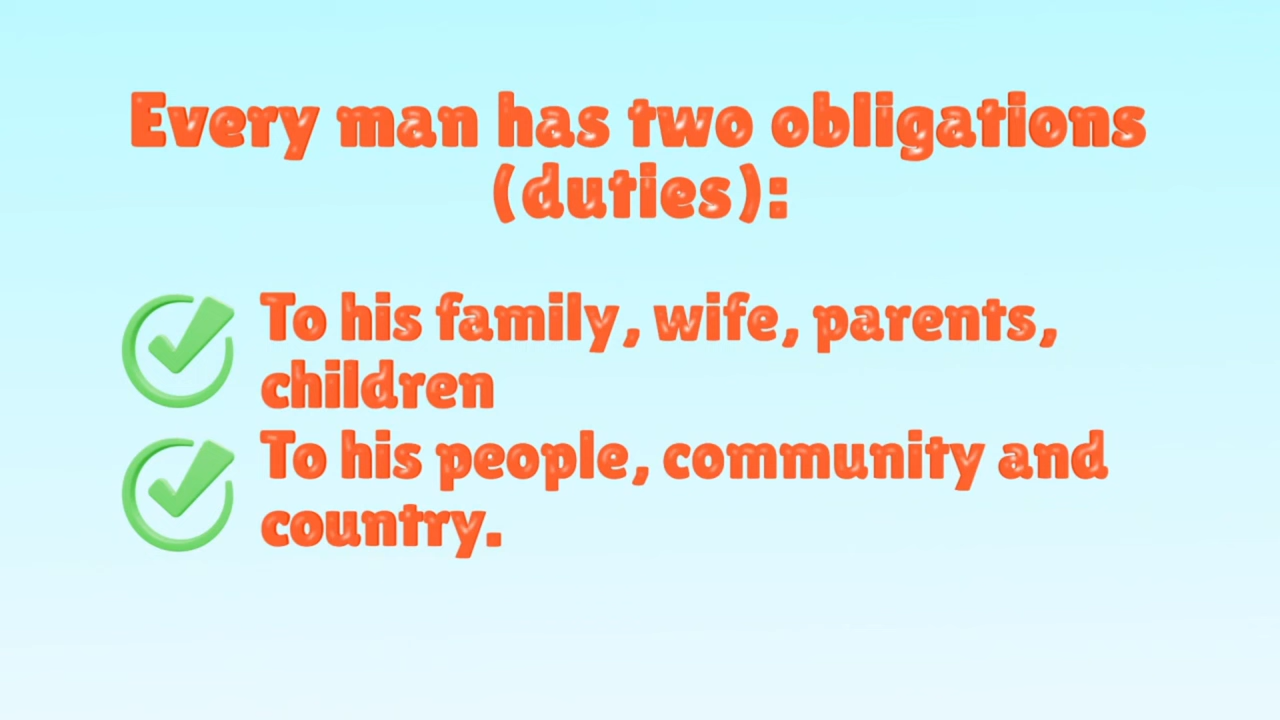 Every man has two obligations
(duties):
To his family, wife, parents,
children
To his people, community and
country.